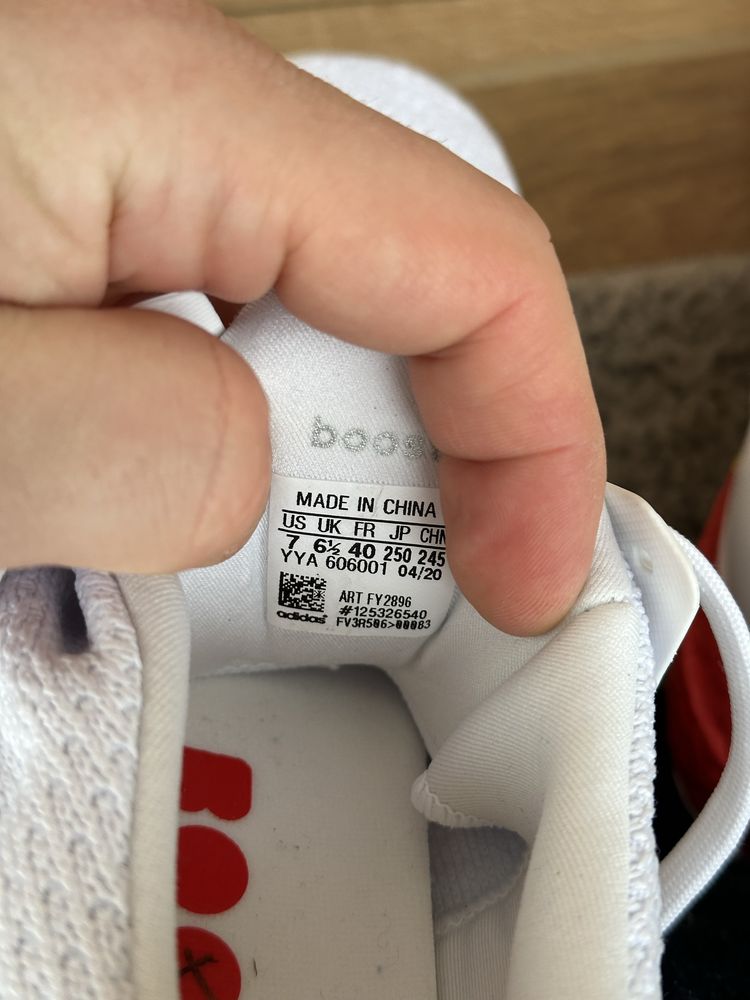 boost
MADE IN CHINA
US UK FR JP CHN
7 6½ 40 250 245
YYA 606001 04/20
ART FY2896
#125326540
adidas
FV3R506>00083